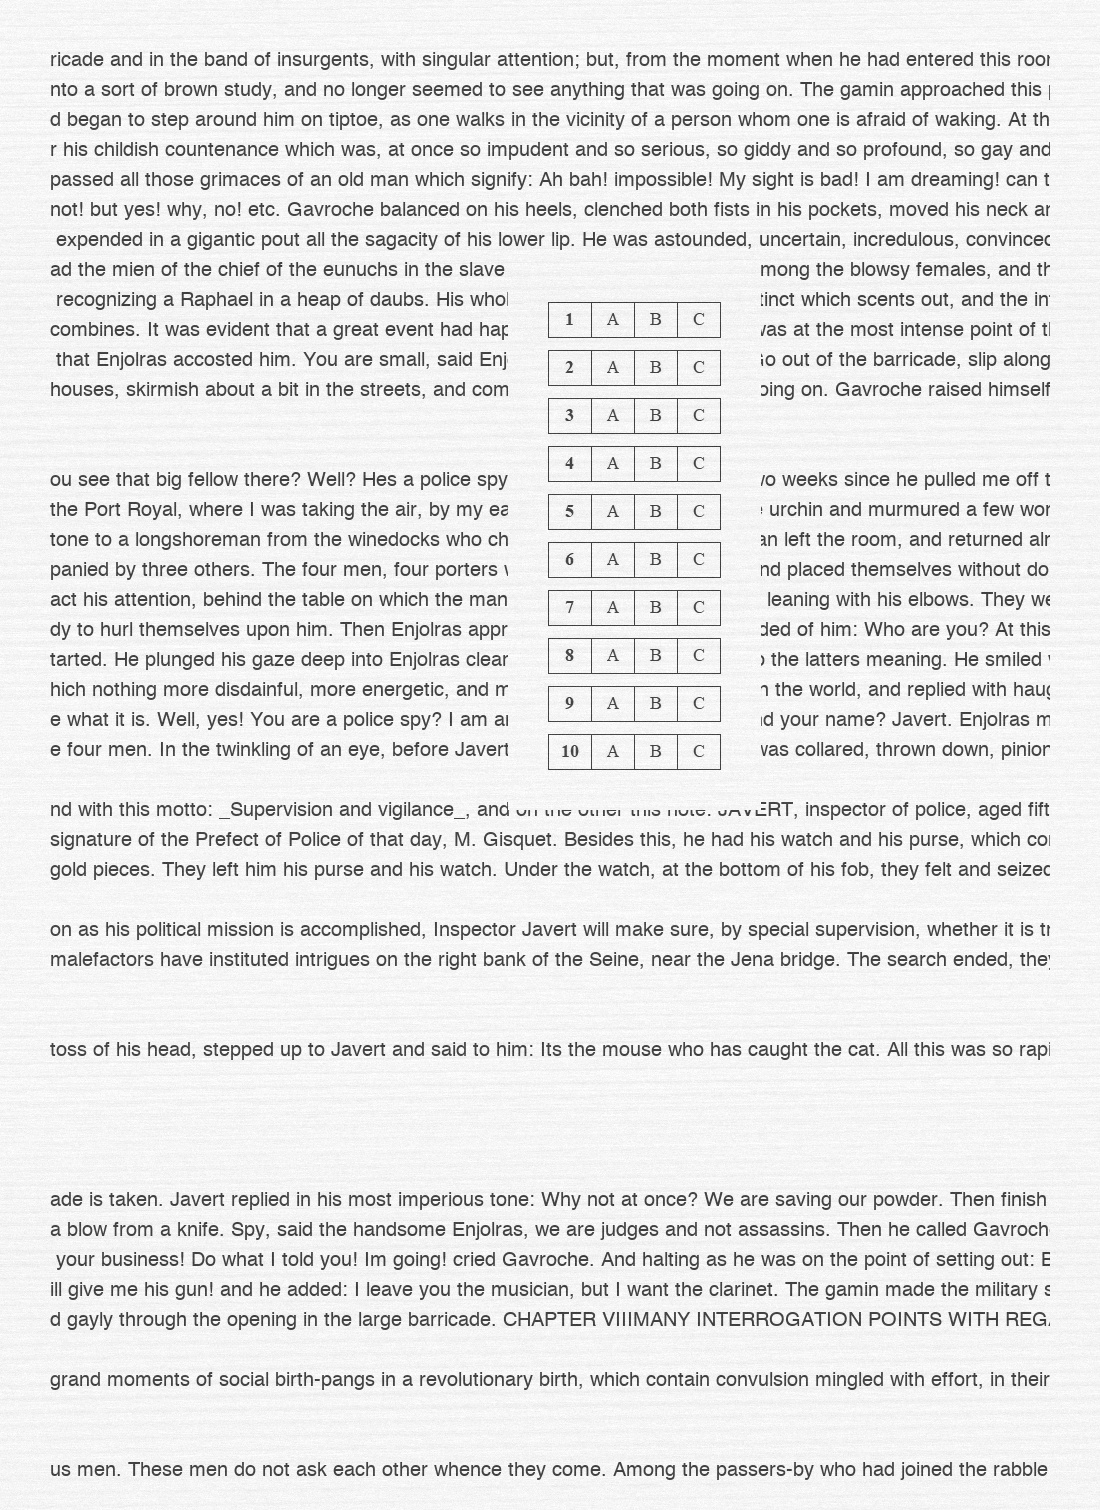 ricade and in the band of insurgents, with singular attention; but, from the moment when he had entered this
nto a sort of brown study, and no longer seemed to see anything that was going on. The gamin approached this
d began to step around him on tiptoe, as one walks in the vicinity of a person whom one is afraid of waking. At th
r his childish countenance which was, at once so impudent and so serious, so giddy and so profound, so gay and
passed all those grimaces of an old man which signify: Ah bah! impossible! My sight is bad! I am dreaming! can t
not! but yes! why, no! etc. Gavroche balanced on his heels, clenched both fists in his pockets, moved his neck
expended in a gigantic pout all the sagacity of his lower lip. He was astounded, uncertain, incredulous, convinced
ad the mien of the chief of the eunuchs in the slave
mong the blowsy females, and th
recognizing a Raphael in a heap of daubs. His
tinct which scents out, and the
combines. It was evident that a great event had hap
was at the most intense point of
that Enjolras accosted him. You are small, said Enj
Go out of the barricade, slip along
houses, skirmish about a bit in the streets, and com
oing on. Gavroche raised himself
1 A B C
2 A B C
3 A B C
4 A B C
5 A B C
6 A B C
7 A B C
8 A B C
9 A B C
10 A B C
ou see that big fellow there? Well? Hes a police spy
wo weeks since he pulled me off t
the Port Royal, where I was taking the air, by my ea
urchin and murmured a few wor
tone to a longshoreman from the winedocks who ch
an left the room, and returned
panied by three others. The four men, four porters
nd placed themselves without do
act his attention, behind the table on which the man
leaning with his elbows. They we
dy to hurl themselves upon him. Then Enjolras appr
ded of him: Who are you? At this
tarted. He plunged his gaze deep into Enjolras clear
the latters meaning. He smiled
hich nothing more disdainful, more energetic, and
the world, and replied with
e what it is. Well, yes! You are a police spy? I am
nd your name? Javert. Enjolras
e four men. In the twinkling of an eye, before Javert
was collared, thrown down, pinion
nd with this motto: _Supervision and vigilance_, and on the other this note: JAVERT, inspector of police, aged fift
signature of the Prefect of Police of that day, M. Gisquet. Besides this, he had his watch and his purse, which
gold pieces. They left him his purse and his watch. Under the watch, at the bottom of his fob, they felt and seized
on as his political mission is accomplished, Inspector Javert will make sure, by special supervision, whether it is
malefactors have instituted intrigues on the right bank of the Seine, near the Jena bridge. The search ended, they
toss of his head, stepped up to Javert and said to him: Its the mouse who has caught the cat. All this was so rapi
ade is taken. Javert replied in his most imperious tone: Why not at once? We are saving our powder. Then finish
a blow from a knife. Spy, said the handsome Enjolras, we are judges and not assassins. Then he called Gavroch
your business! Do what I told you! Im going! cried Gavroche. And halting as he was on the point of setting out:
ill give me his gun! and he added: I leave you the musician, but I want the clarinet. The gamin made the military s
d gayly through the opening in the large barricade. CHAPTER VIIIMANY INTERROGATION POINTS WITH REG
grand moments of social birth-pangs in a revolutionary birth, which contain convulsion mingled with effort, in their
us men. These men do not ask each other whence they come. Among the passers-by who had joined the rabble